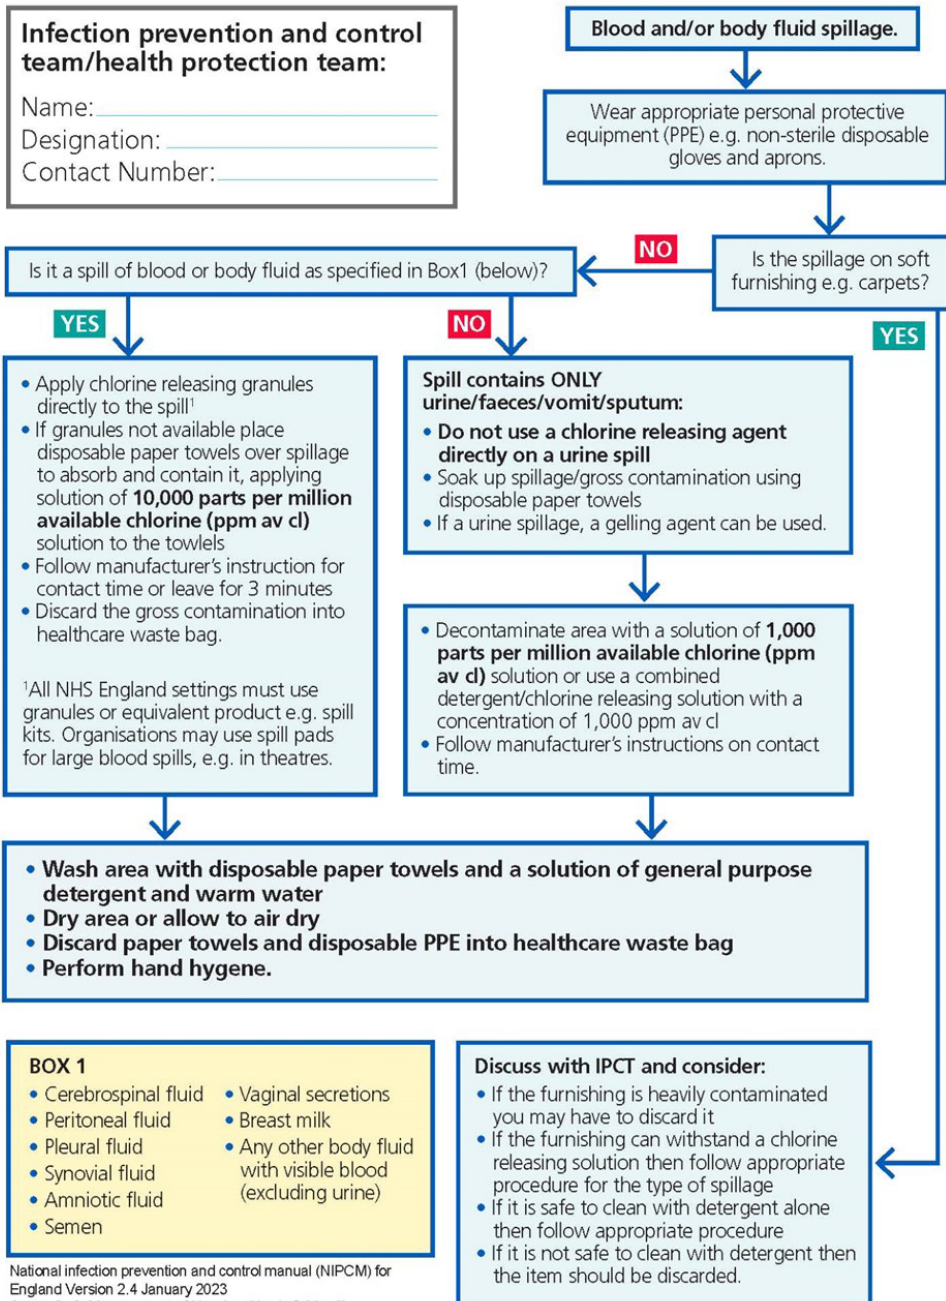 Infection prevention and control
team/health protection team:
Name:
Designation:
Contact Number:
Blood and/or body fluid spillage.
Wear appropriate personal protective
equipment (PPE) e.g. non-sterile disposable
gloves and aprons.
Is the spillage on soft
furnishing e.g. carpets?
NO
YES
Is it a spill of blood or body fluid as specified in Box1 (below)?
YES
NO
• Apply chlorine releasing granules
directly to the spill¹
• If granules not available place
disposable paper towels over spillage
to absorb and contain it, applying
solution of 10,000 parts per million
available chlorine (ppm av cl)
solution to the towlels
• Follow manufacturer's instruction for
contact time or leave for 3 minutes
• Discard the gross contamination into
healthcare waste bag.
¹All NHS England settings must use
granules or equivalent product e.g. spill
kits. Organisations may use spill pads
for large blood spills, e.g. in theatres.
Spill contains ONLY
urine/faeces/vomit/sputum:
• Do not use a chlorine releasing agent
directly on a urine spill
• Soak up spillage/gross contamination using
disposable paper towels
• If a urine spillage, a gelling agent can be used.
• Decontaminate area with a solution of 1,000
parts per million available chlorine (ppm
av cl) solution or use a combined
detergent/chlorine releasing solution with a
concentration of 1,000 ppm av cl
• Follow manufacturer's instructions on contact
time.
• Wash area with disposable paper towels and a solution of general purpose
detergent and warm water
• Dry area or allow to air dry
• Discard paper towels and disposable PPE into healthcare waste bag
• Perform hand hygene.
BOX 1
• Cerebrospinal fluid
• Peritoneal fluid
• Pleural fluid
• Synovial fluid
• Amniotic fluid
• Semen
• Vaginal secretions
• Breast milk
• Any other body fluid
with visible blood
(excluding urine)
Discuss with IPCT and consider:
• If the furnishing is heavily contaminated
you may have to discard it
• If the furnishing can withstand a chlorine
releasing solution then follow appropriate
procedure for the type of spillage
• If it is safe to clean with detergent alone
then follow appropriate procedure
• If it is not safe to clean with detergent then
the item should be discarded.
National infection prevention and control manual (NIPCM) for
England Version 2.4 January 2023